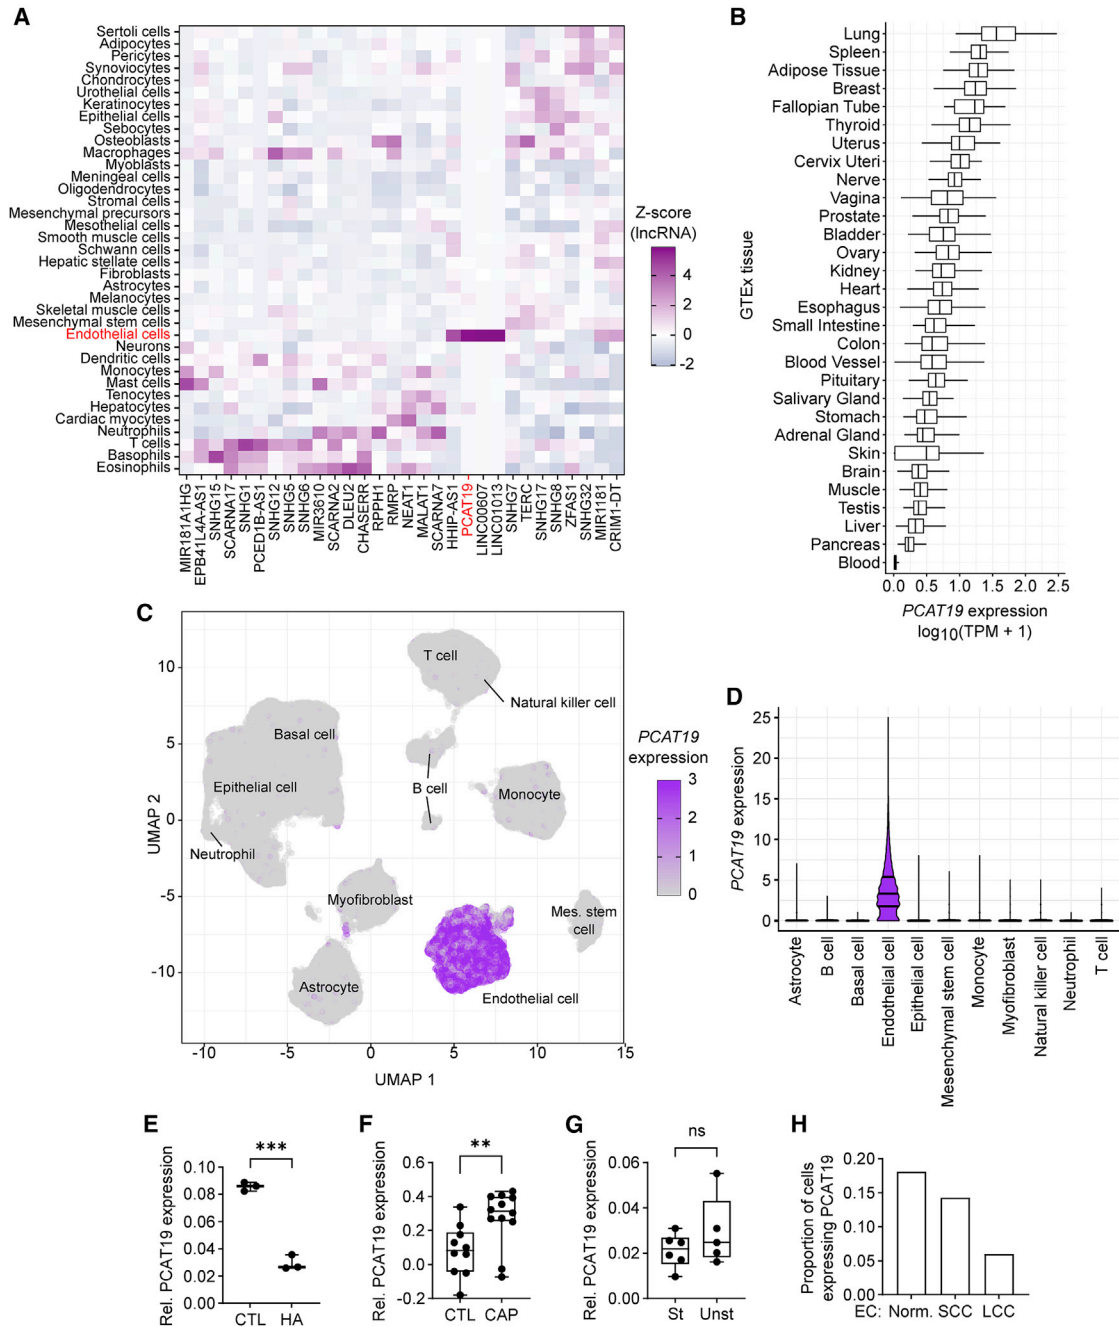 A
Sertoli cells
Adipocytes
Pericytes
Synoviocytes
Chondrocytes
Urothelial cells
Keratinocytes
Epithelial cells
Sebocytes
Osteoblasts
Macrophages
Myoblasts
Meningeal cells
Oligodendrocytes
Stromal cells
Mesenchymal precursors
Mesothelial cells
Smooth muscle cells
Schwann cells
Hepatic stellate cells
Fibroblasts
Astrocytes
Melanocytes
Skeletal muscle cells
Mesenchymal stem cells
Endothelial cells
Neurons
Dendritic cells
Monocytes
Mast cells
Tenocytes
Hepatocytes
Cardiac myocytes
Neutrophils
T cells
Basophils
Eosinophils
MIR181A1HG
EPB41L4A-AS1
SNHG15
SCARNA17
SNHG1
PCED1B-AS1
SNHG12
SNHG5
SNHG6
MIR3610
SCARNA2
DLEU2
CHASERR
RPPH1
RMRP
NEAT1
MALAT1
SCARNA7
HHIP-AS1
PCAT19
LINC00607
LINC01013
SNHG7
TERC
SNHG17
SNHG8
ZFAS1
SNHG32
MIR1181
CRIM1-DT
Z-score
(lncRNA)
4
2
0
-2
B
GTEx tissue
Lung
Spleen
Adipose Tissue
Breast
Fallopian Tube
Thyroid
Uterus
Cervix Uteri
Nerve
Vagina
Prostate
Bladder
Ovary
Kidney
Heart
Esophagus
Small Intestine
Colon
Blood Vessel
Pituitary
Salivary Gland
Stomach
Adrenal Gland
Skin
Brain
Muscle
Testis
Liver
Pancreas
Blood
0.0 0.5 1.0 1.5 2.0 2.5
PCAT19 expression
log10(TPM + 1)
C
UMAP 2
10
5
0
-5
-10
T cell
Natural killer cell
Basal cell
B cell
Epithelial cell
Monocyte
Neutrophil
Myofibroblast
Mes. stem
cell
Astrocyte
Endothelial cell
-10 -5 0 5 10 15
UMAP 1
PCAT19
expression
3
2
1
0
D
PCAT19 expression
25
20
15
10
5
0
Astrocyte
B cell
Basal cell
Endothelial cell
Epithelial cell
Mesenchymal stem cell
Monocyte
Myofibroblast
Natural killer cell
Neutrophil
T cell
E
Rel. PCAT19 expression
***
0.10
0.08
0.06
0.04
0.02
0.00
CTL HA
F
Rel. PCAT19 expression
**
0.6
0.4
0.2
0.0
-0.2
CTL CAP
G
Rel. PCAT19 expression
ns
0.06
0.04
0.02
0.00
St Unst
H
Proportion of cells
expressing PCAT19
0.20
0.15
0.10
0.05
0.00
EC: Norm. SCC LCC